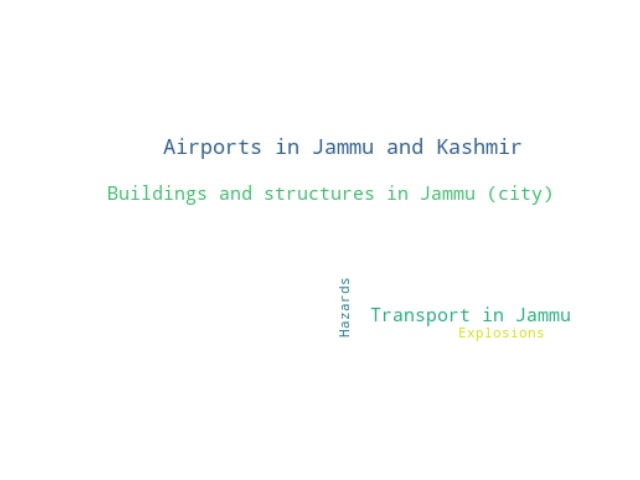 Airports in Jammu and Kashmir
Buildings and structures in Jammu (city)
Hazards
Transport in Jammu
Explosions